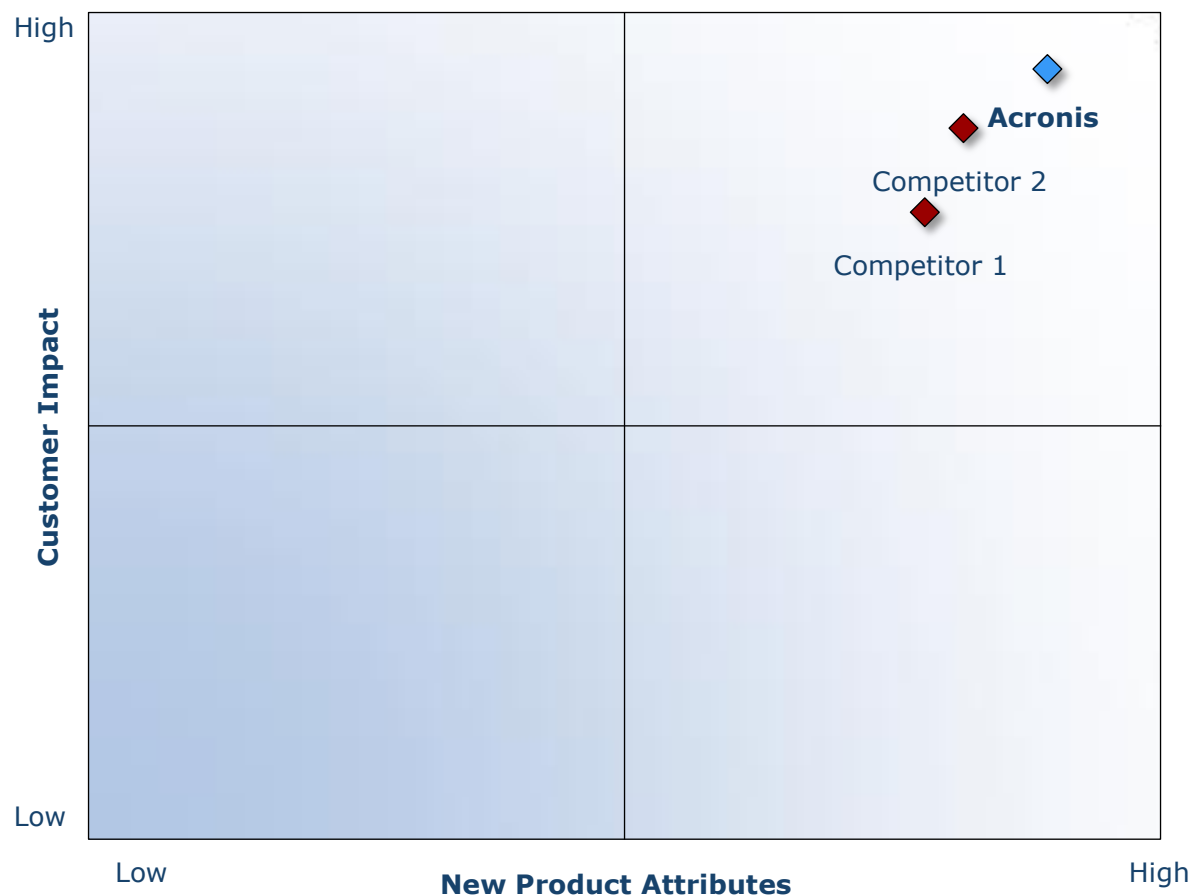 High
Acronis
Competitor 2
Competitor 1
Customer Impact
Low
Low
New Product Attributes
High